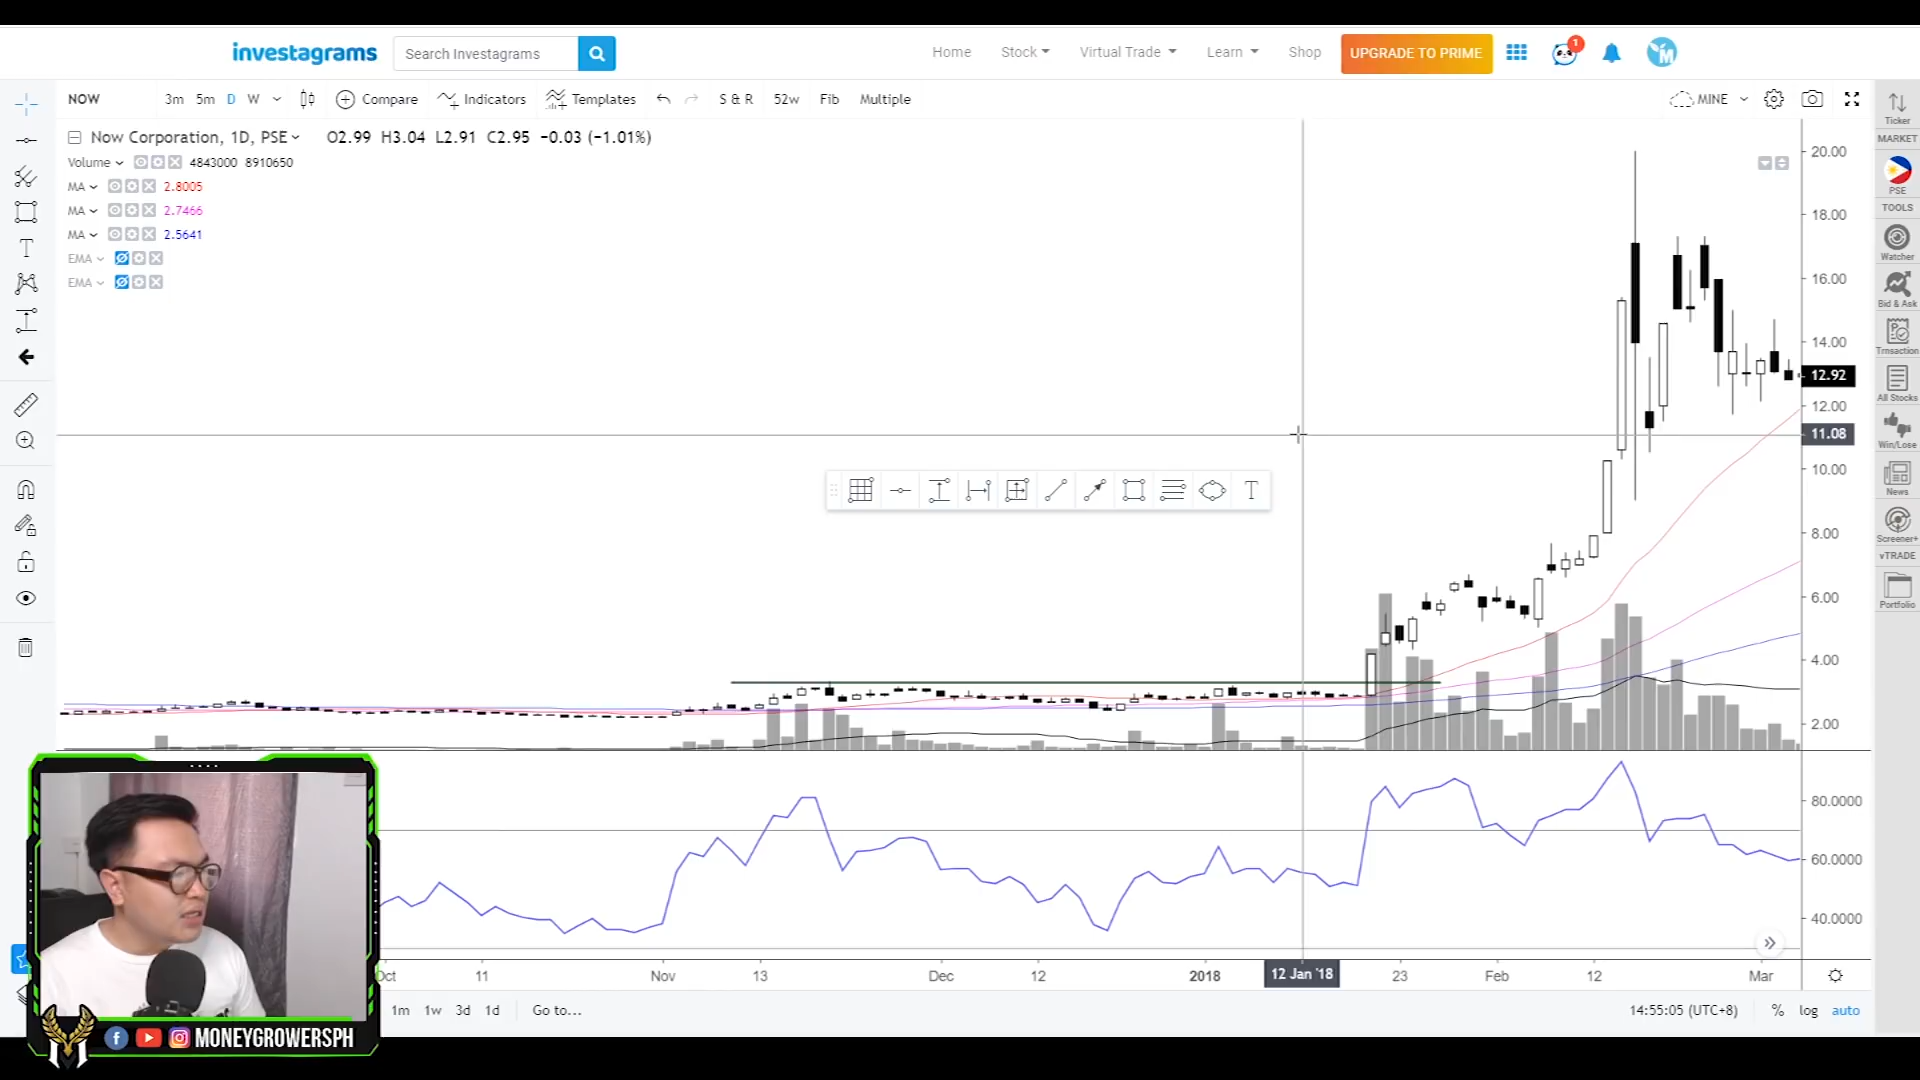 investagrams
Search Investagrams
Home
Stock
Virtual Trade
Learn
Shop
UPGRADE TO PRIME
1
M
NOW
3m
5m
D
W
Compare
Indicators
Templates
S & R
52w
Fib
Multiple
MINE
Now Corporation, 1D, PSE
O2.99 H3.04 L2.91 C2.95 −0.03 (−1.01%)
Volume 4843000 8910650
MA 2.8005
MA 2.7466
MA 2.5641
EMA
EMA
20.00
18.00
16.00
14.00
12.92
12.00
11.08
10.00
8.00
6.00
4.00
2.00
80.0000
60.0000
40.0000
Ticker
MARKET
PSE
TOOLS
Watcher
Bid & Ask
Trnsaction
All Stocks
Win/Lose
News
Screener+
vTRADE
Portfolio
T
T
Oct
11
Nov
13
Dec
12
2018
12 Jan '18
23
Feb
12
Mar
1m
1w
3d
1d
Go to...
14:55:05 (UTC+8)
%
log
auto
MONEYGROWERSPH